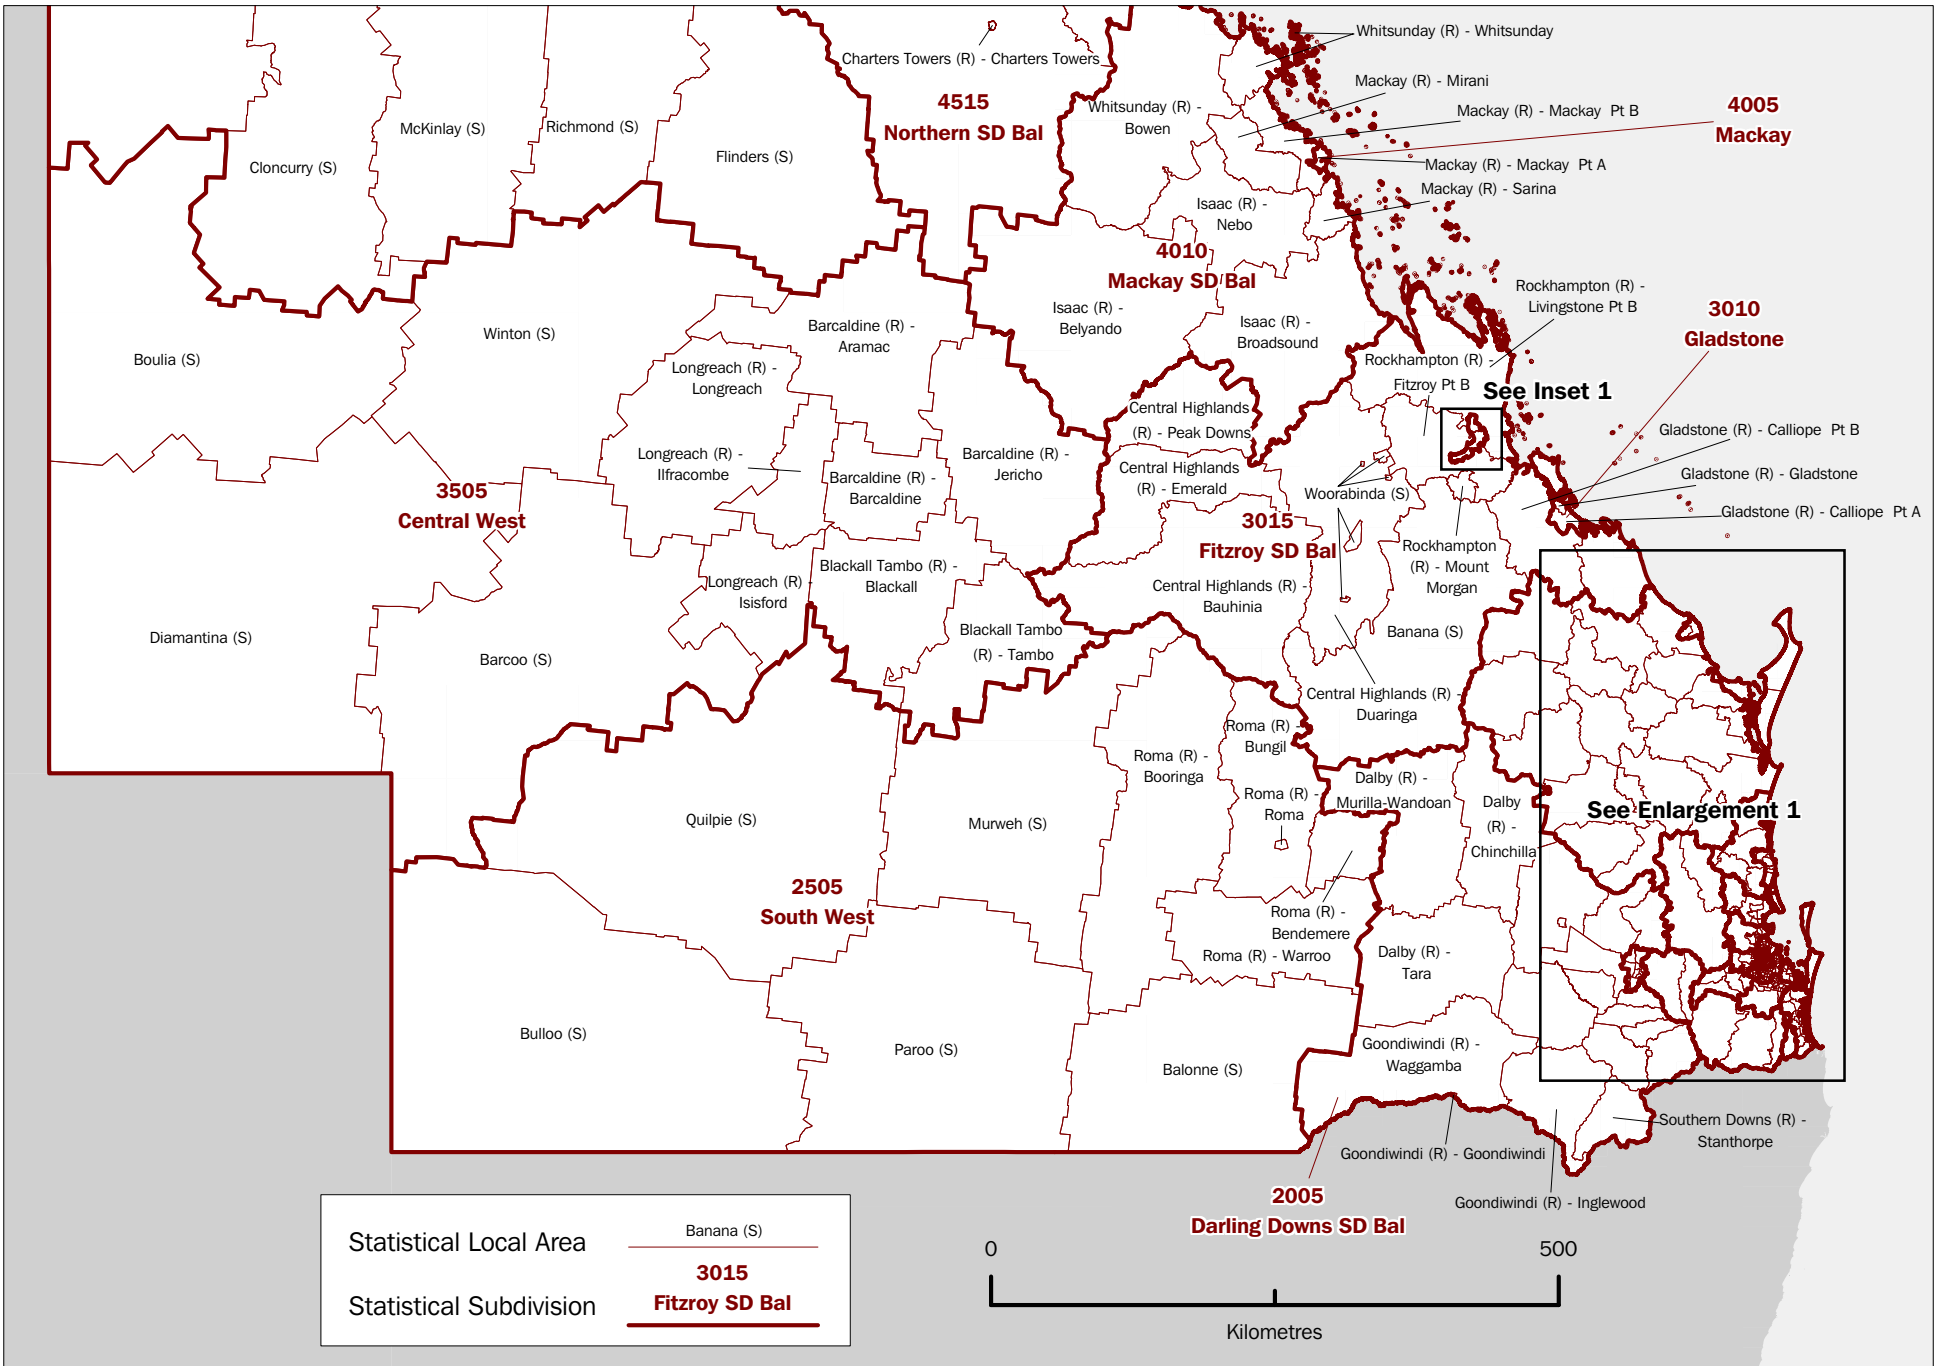 Whitsunday (R) - Whitsunday
Charters Towers (R) - Charters Towers
Mackay (R) - Mirani
4515
Northern SD Bal
Whitsunday (R) -
Bowen
Mackay (R) - Mackay  Pt B
4005
Mackay
McKinlay (S)
Richmond (S)
Flinders (S)
Cloncurry (S)
Mackay (R) - Mackay  Pt A
Mackay (R) - Sarina
Isaac (R) -
Nebo
4010
Mackay SD Bal
Rockhampton (R) -
Livingstone Pt B
3010
Gladstone
Isaac (R) -
Belyando
Isaac (R) -
Broadsound
Winton (S)
Barcaldine (R) -
Aramac
Boulia (S)
Longreach (R) -
Longreach
Rockhampton (R) -
Fitzroy Pt B
See Inset 1
Central Highlands
(R) - Peak Downs
Gladstone (R) - Calliope  Pt B
Longreach (R) -
Ilfracombe
Barcaldine (R) -
Barcaldine
Barcaldine (R) -
Jericho
Central Highlands
(R) - Emerald
Gladstone (R) - Gladstone
Woorabinda (S)
3505
Central West
3015
Fitzroy SD Bal
Gladstone (R) - Calliope  Pt A
Rockhampton
(R) - Mount
Morgan
Blackall Tambo (R) -
Blackall
Longreach (R) -
Isisford
Central Highlands (R) -
Bauhinia
Diamantina (S)
Barcoo (S)
Blackall Tambo
(R) - Tambo
Banana (S)
Central Highlands (R) -
Duaringa
Roma (R) -
Bungil
Roma (R) -
Booringa
Dalby (R) -
Murilla-Wandoan
Roma (R) -
Roma
Dalby
(R) -
Chinchilla
See Enlargement 1
Quilpie (S)
Murweh (S)
2505
South West
Roma (R) -
Bendemere
Roma (R) - Warroo
Dalby (R) -
Tara
Bulloo (S)
Paroo (S)
Balonne (S)
Goondiwindi (R) -
Waggamba
Southern Downs (R) -
Stanthorpe
Goondiwindi (R) - Goondiwindi
Goondiwindi (R) - Inglewood
2005
Darling Downs SD Bal
Statistical Local Area
Banana (S)
Statistical Subdivision
3015
Fitzroy SD Bal
0
500
Kilometres